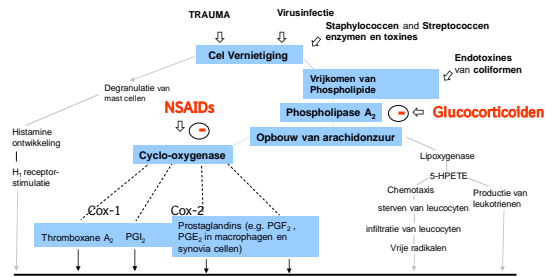 TRAUMA
Virusinfectie
Staphylococcen and Streptococcen
enzymen en toxines
Cel Vernietiging
Endotoxines
van coliformen
Vrijkomen van
Phospholipide
Degranulatie van
mast cellen
NSAIDs
Phospholipase A₂
-
Glucocorticoiden
-
Histamine
ontwikkeling
Opbouw van arachidonzuur
Cyclo-oxygenase
Lipoxygenase
H₁ receptor-
stimulatie
5-HPETE
Chemotaxis
sterven van leucocyten
Productie van
leukotrienen
Cox-1
Cox-2
Prostaglandins (e.g. PGF₂ ,
PGE₂ in macrophagen en
synovia cellen)
Thromboxane A₂
PGI₂
infiltratie van leucocyten
Vrije radikalen